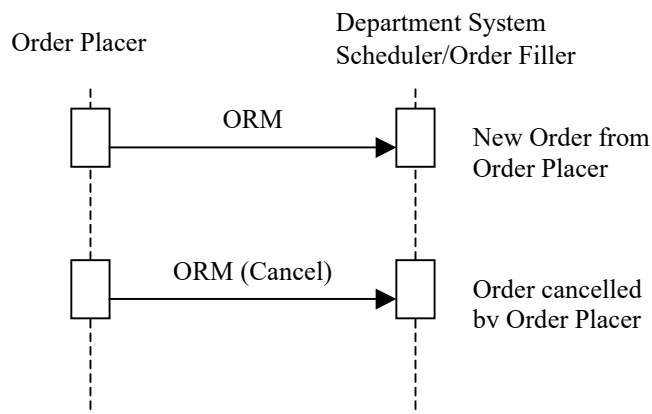 Order Placer
Department System
Scheduler/Order Filler
ORM
New Order from
Order Placer
ORM (Cancel)
Order cancelled
by Order Placer